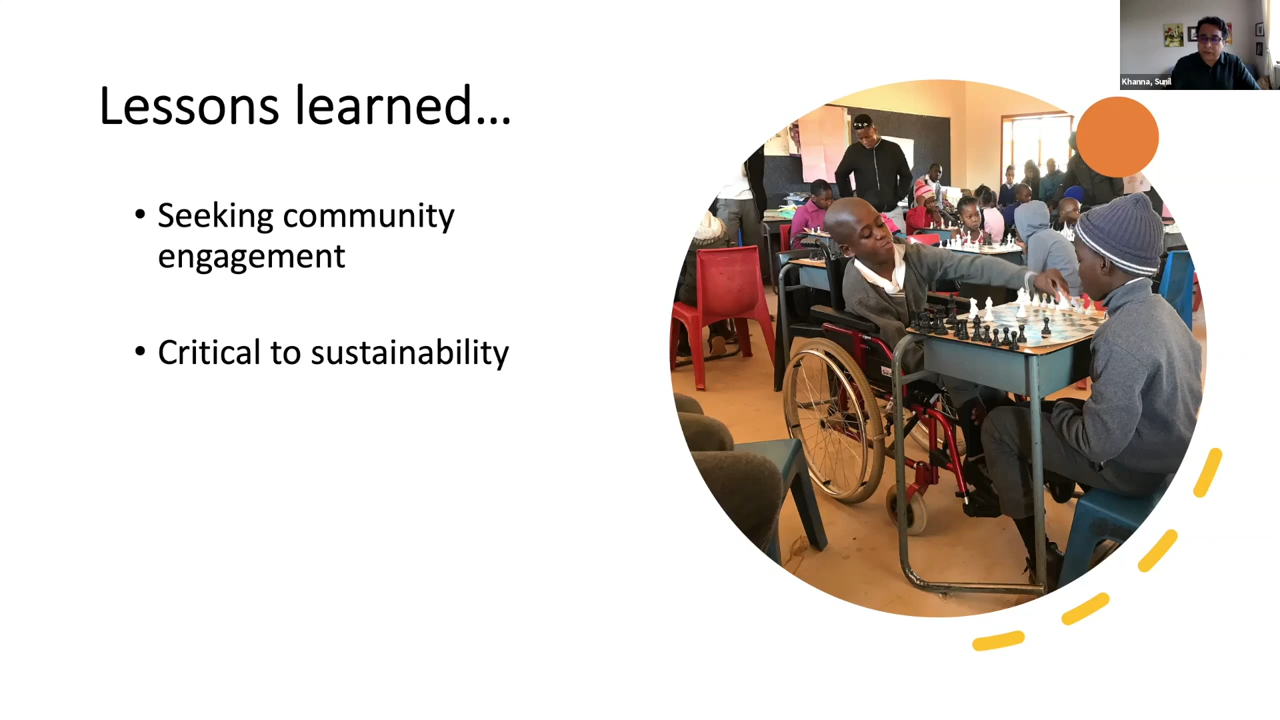 Khanna, Sunil
Lessons learned...
• Seeking community
engagement
• Critical to sustainability